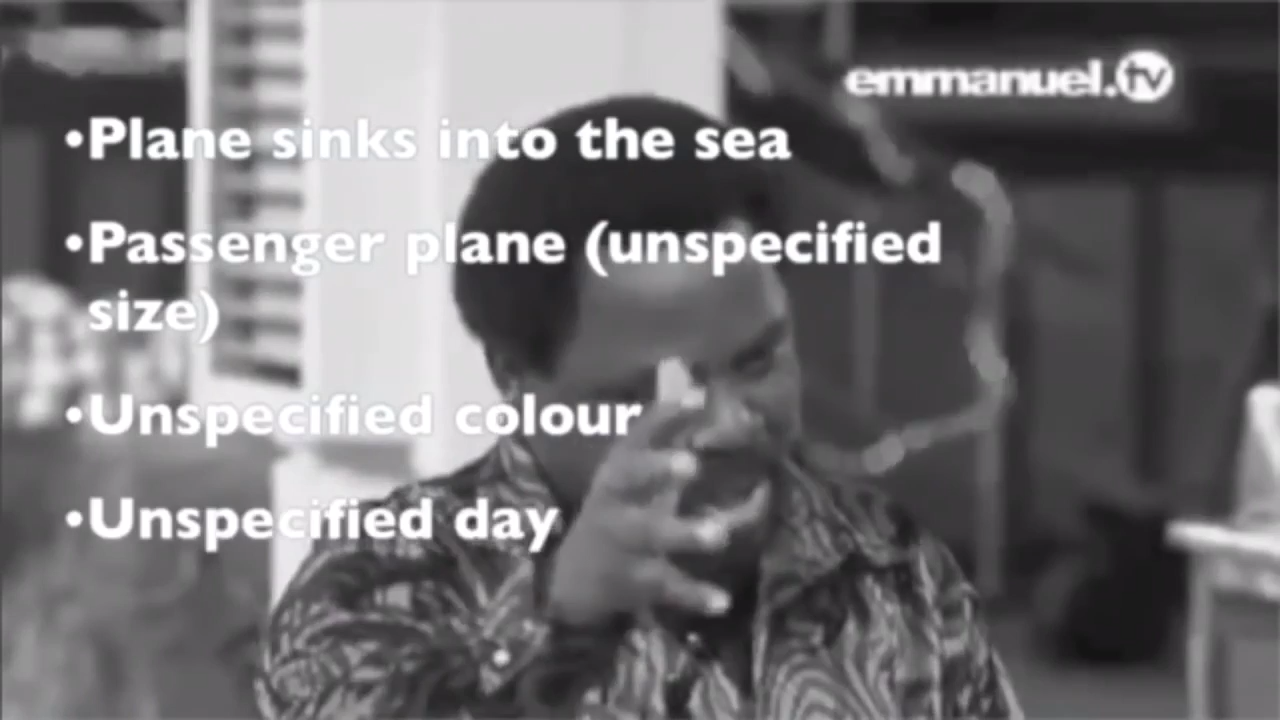 emmanuel.tv
•Plane sinks into the sea
•Passenger plane (unspecified
size)
•Unspecified colour
•Unspecified day